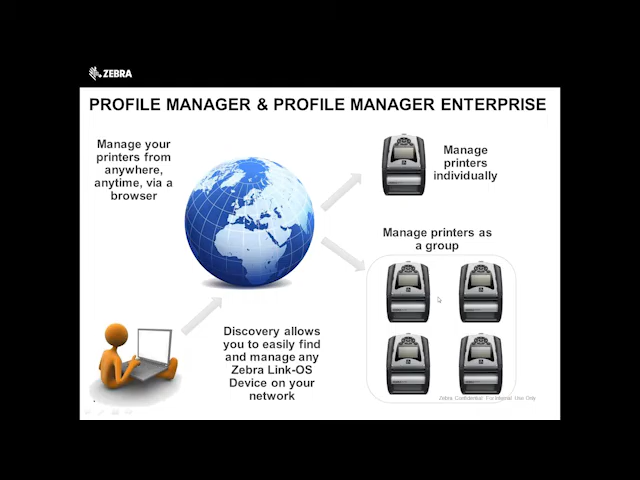 ZEBRA
PROFILE MANAGER & PROFILE MANAGER ENTERPRISE
Manage your
printers from
anywhere,
anytime, via a
browser
Manage
printers
individually
Manage printers as
a group
Discovery allows
you to easily find
and manage any
Zebra Link-OS
Device on your
network
Zebra Confidential: For Internal Use Only